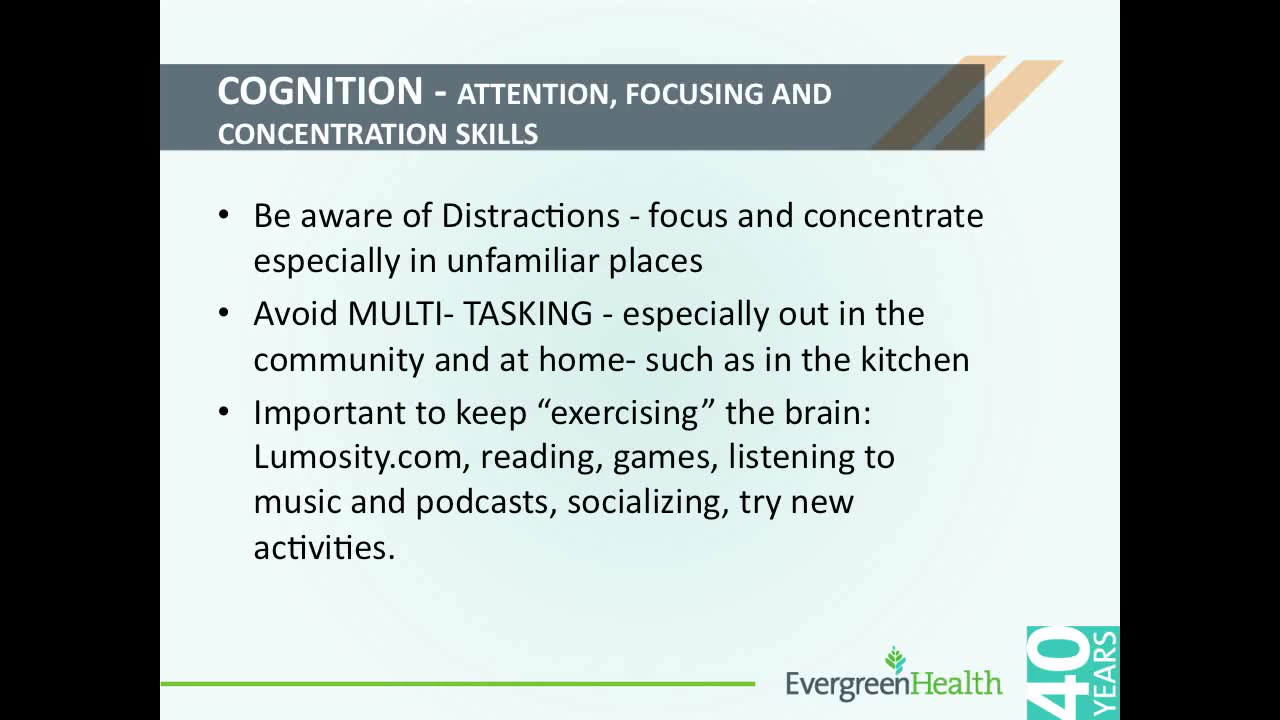 COGNITION - ATTENTION, FOCUSING AND
CONCENTRATION SKILLS
• Be aware of Distractions - focus and concentrate
especially in unfamiliar places
• Avoid MULTI- TASKING - especially out in the
community and at home- such as in the kitchen
• Important to keep “exercising” the brain:
Lumosity.com, reading, games, listening to
music and podcasts, socializing, try new
activities.
EvergreenHealth
40
YEARS